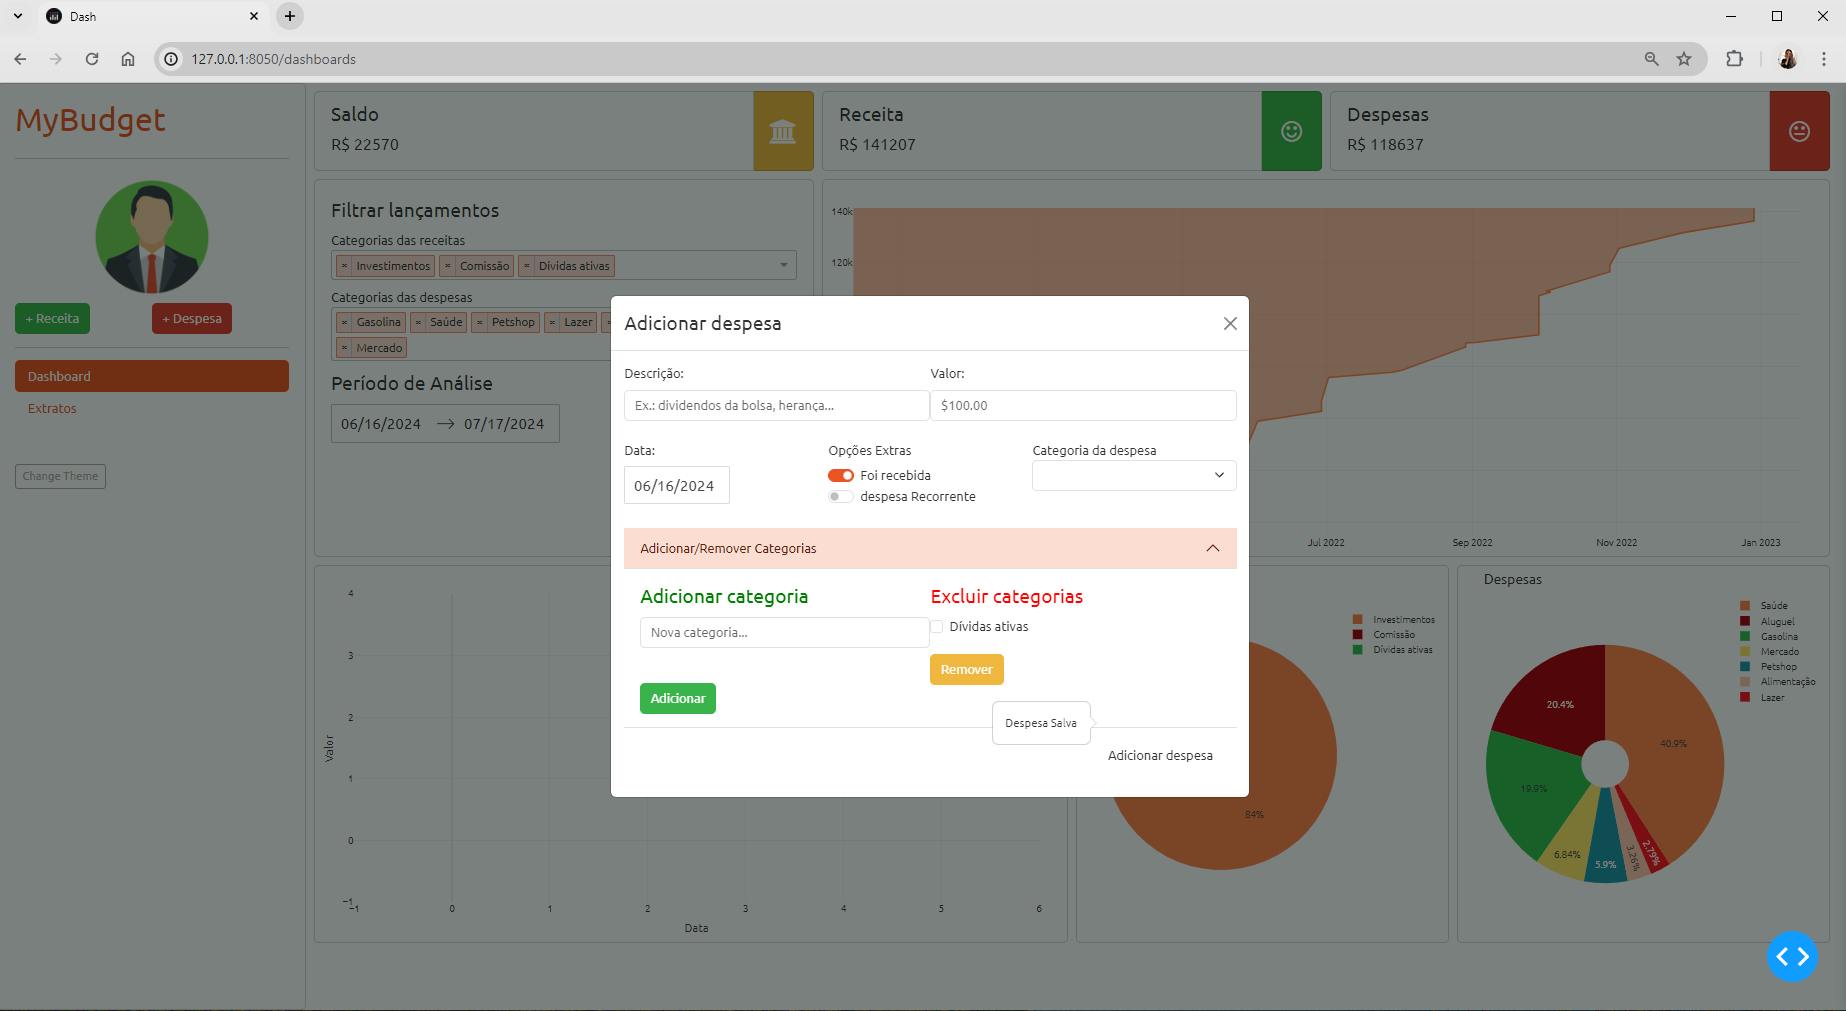 Dash
127.0.0.1:8050/dashboards
MyBudget
+ Receita
+ Despesa
Dashboard
Extratos
Change Theme
Saldo
R$ 22570
Receita
R$ 141207
Despesas
R$ 118637
Filtrar lançamentos
Categorias das receitas
× Investimentos × Comissão × Dívidas ativas
Categorias das despesas
× Gasolina × Saúde × Petshop × Lazer ×
× Mercado
Período de Análise
06/16/2024 → 07/17/2024
140k
120k
Jul 2022 Sep 2022 Nov 2022 Jan 2023
Adicionar despesa
Descrição: Valor:
Ex.: dividendos da bolsa, herança... $100.00
Data: Opções Extras Categoria da despesa
06/16/2024
Foi recebida
despesa Recorrente
Adicionar/Remover Categorias
Adicionar categoria
Nova categoria...
Adicionar
Excluir categorias
Dívidas ativas
Remover
Despesa Salva
Adicionar despesa
4
3
2
1
0
−1
Valor
−1 0 1 2 3 4 5 6
Data
Investimentos
Comissão
Dívidas ativas
84%
Despesas
Saúde
Aluguel
Gasolina
Mercado
Petshop
Alimentação
Lazer
20.4%
40.9%
19.9%
6.84%
5.9%
3.26%
2.79%